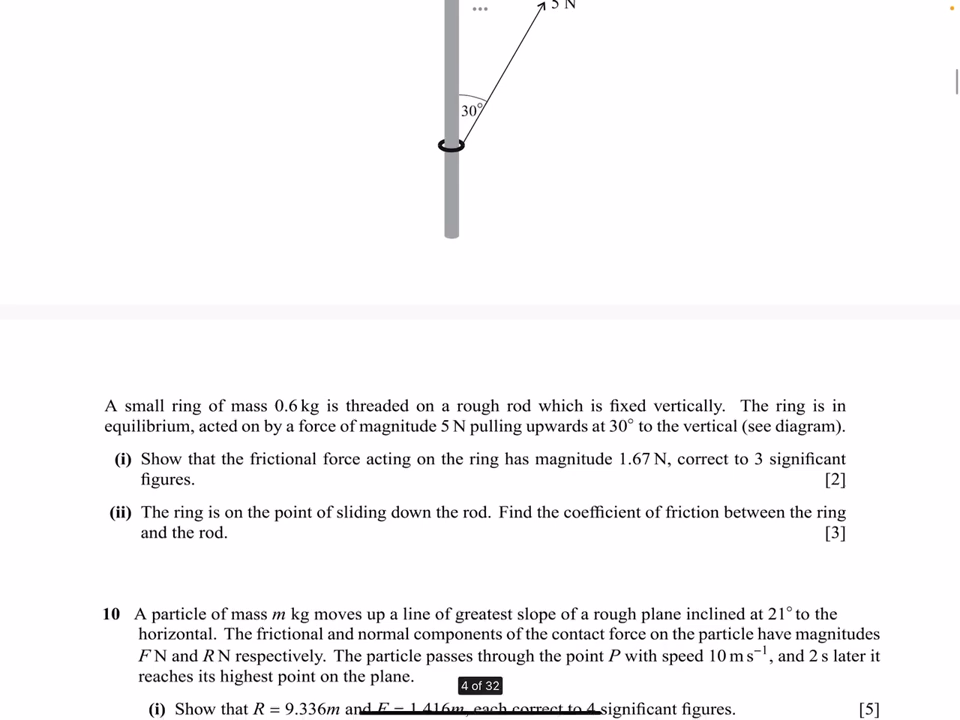 5 N
30°
A small ring of mass 0.6 kg is threaded on a rough rod which is fixed vertically. The ring is in
equilibrium, acted on by a force of magnitude 5 N pulling upwards at 30° to the vertical (see diagram).
(i) Show that the frictional force acting on the ring has magnitude 1.67 N, correct to 3 significant
figures. [2]
(ii) The ring is on the point of sliding down the rod. Find the coefficient of friction between the ring
and the rod. [3]
10 A particle of mass m kg moves up a line of greatest slope of a rough plane inclined at 21° to the
horizontal. The frictional and normal components of the contact force on the particle have magnitudes
F N and R N respectively. The particle passes through the point P with speed 10 m s⁻¹, and 2 s later it
reaches its highest point on the plane.
4 of 32
(i) Show that R = 9.336m and F = 1.416m, each correct to 4 significant figures. [5]